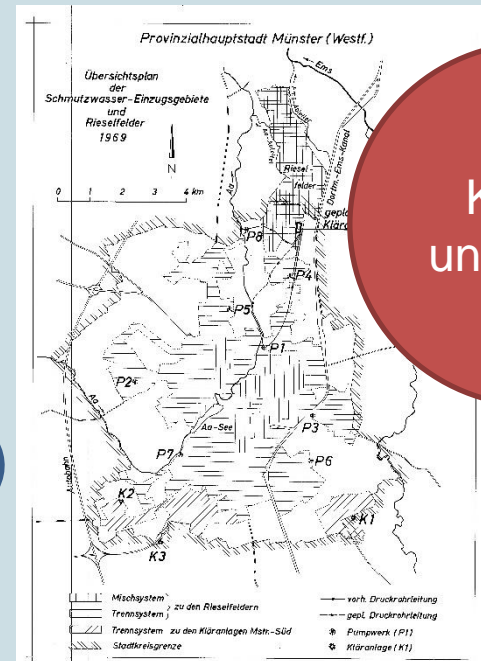 Provinzialhauptstadt Münster (Westf.)
Übersichtsplan
der
Schmutzwasser-Einzugsgebiete
und
Rieselfelder
1969
N
0 1 2 4 km
Ems
Aa
Riesel
felder
Dortm.-Ems-Kanal
P8
P4
P5
P1
P2
Aa-See
P3
Aa
P7
P6
Autobahn
K2
K1
K3
Mischsystem
Trennsystem
zu den Rieselfeldern
Trennsystem zu den Kläranlagen Mstr.-Süd
Stadtkreisgrenze
vorh. Druckrohrleitung
gepl. Druckrohrleitung
Pumpwerk (P1)
Kläranlage (K1)
K
un